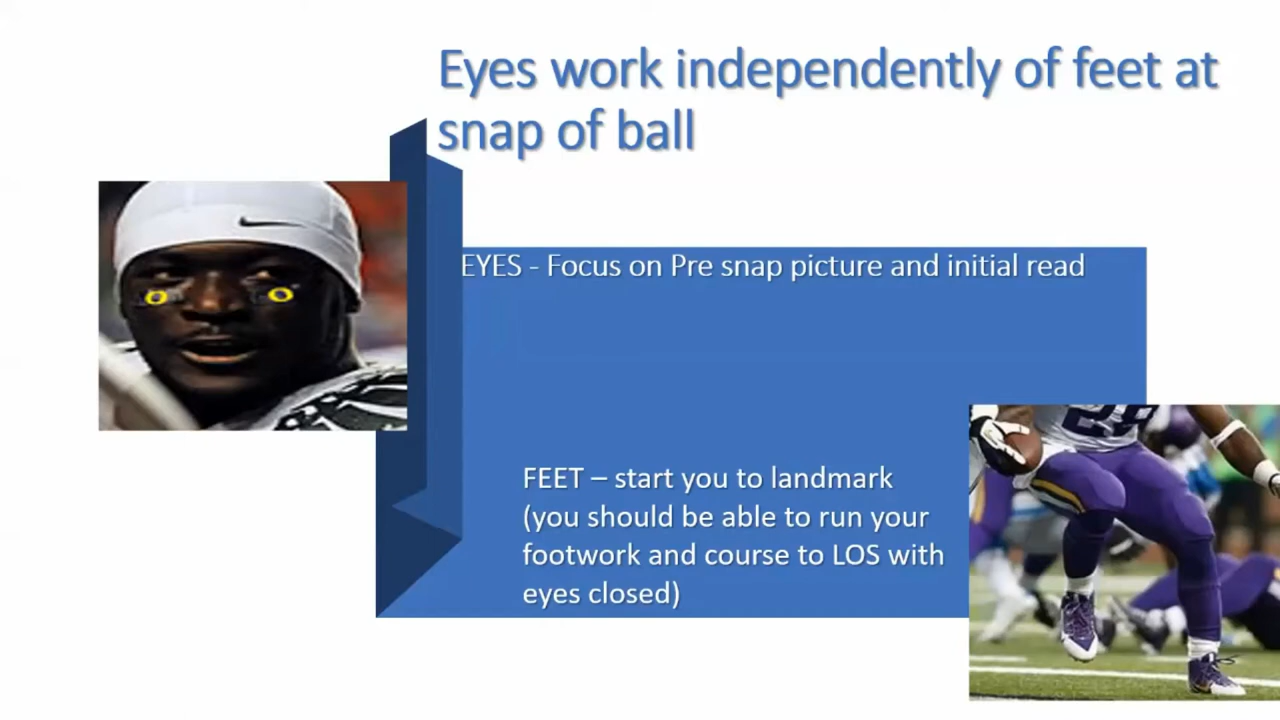 Eyes work independently of feet at
snap of ball
EYES - Focus on Pre snap picture and initial read
FEET – start you to landmark
(you should be able to run your
footwork and course to LOS with
eyes closed)